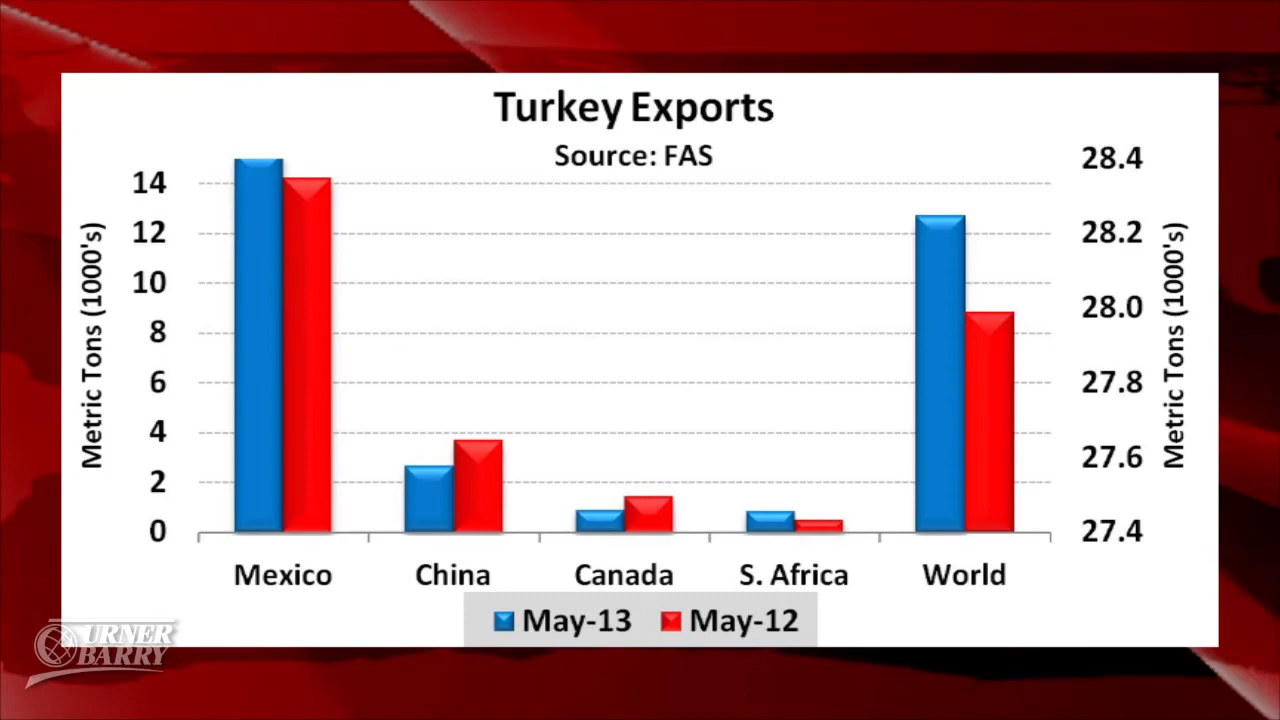 Turkey Exports
Source: FAS
Metric Tons (1000's)
14
12
10
8
6
4
2
0
28.4
28.2
28.0
27.8
27.6
27.4
Metric Tons (1000's)
Mexico China Canada S. Africa World
May-13 May-12
URNER
BARRY